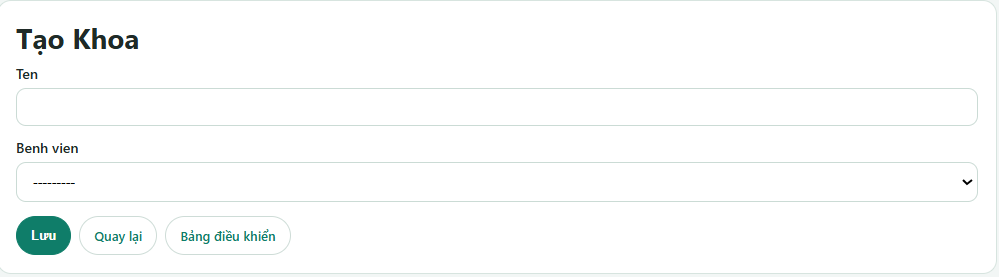 Tạo Khoa
Ten
Benh vien
---------
Lưu Quay lại Bảng điều khiển